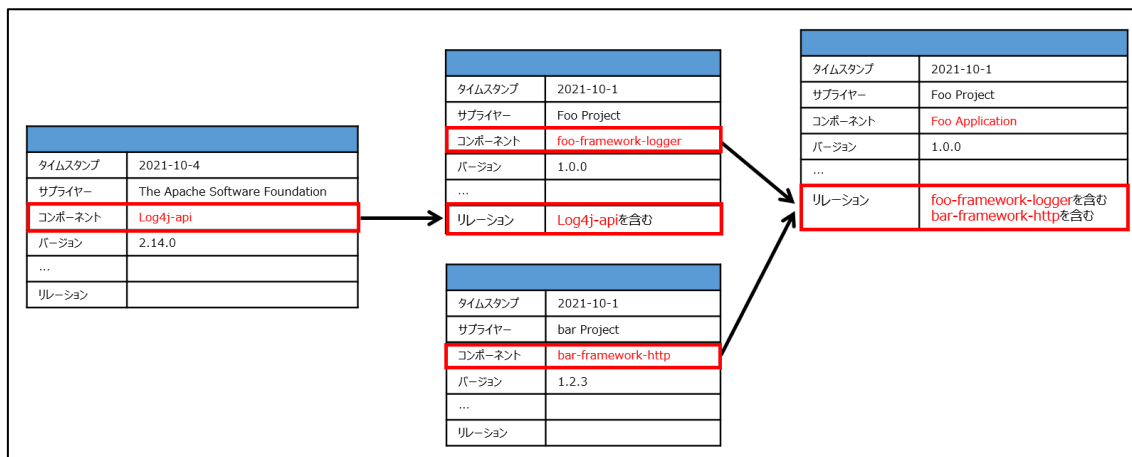 タイムスタンプ 2021-10-4
サプライヤー The Apache Software Foundation
コンポーネント Log4j-api
バージョン 2.14.0
…
リレーション
タイムスタンプ 2021-10-1
サプライヤー Foo Project
コンポーネント foo-framework-logger
バージョン 1.0.0
…
リレーション Log4j-apiを含む
タイムスタンプ 2021-10-1
サプライヤー bar Project
コンポーネント bar-framework-http
バージョン 1.2.3
…
リレーション
タイムスタンプ 2021-10-1
サプライヤー Foo Project
コンポーネント Foo Application
バージョン 1.0.0
…
リレーション foo-framework-loggerを含む
bar-framework-httpを含む